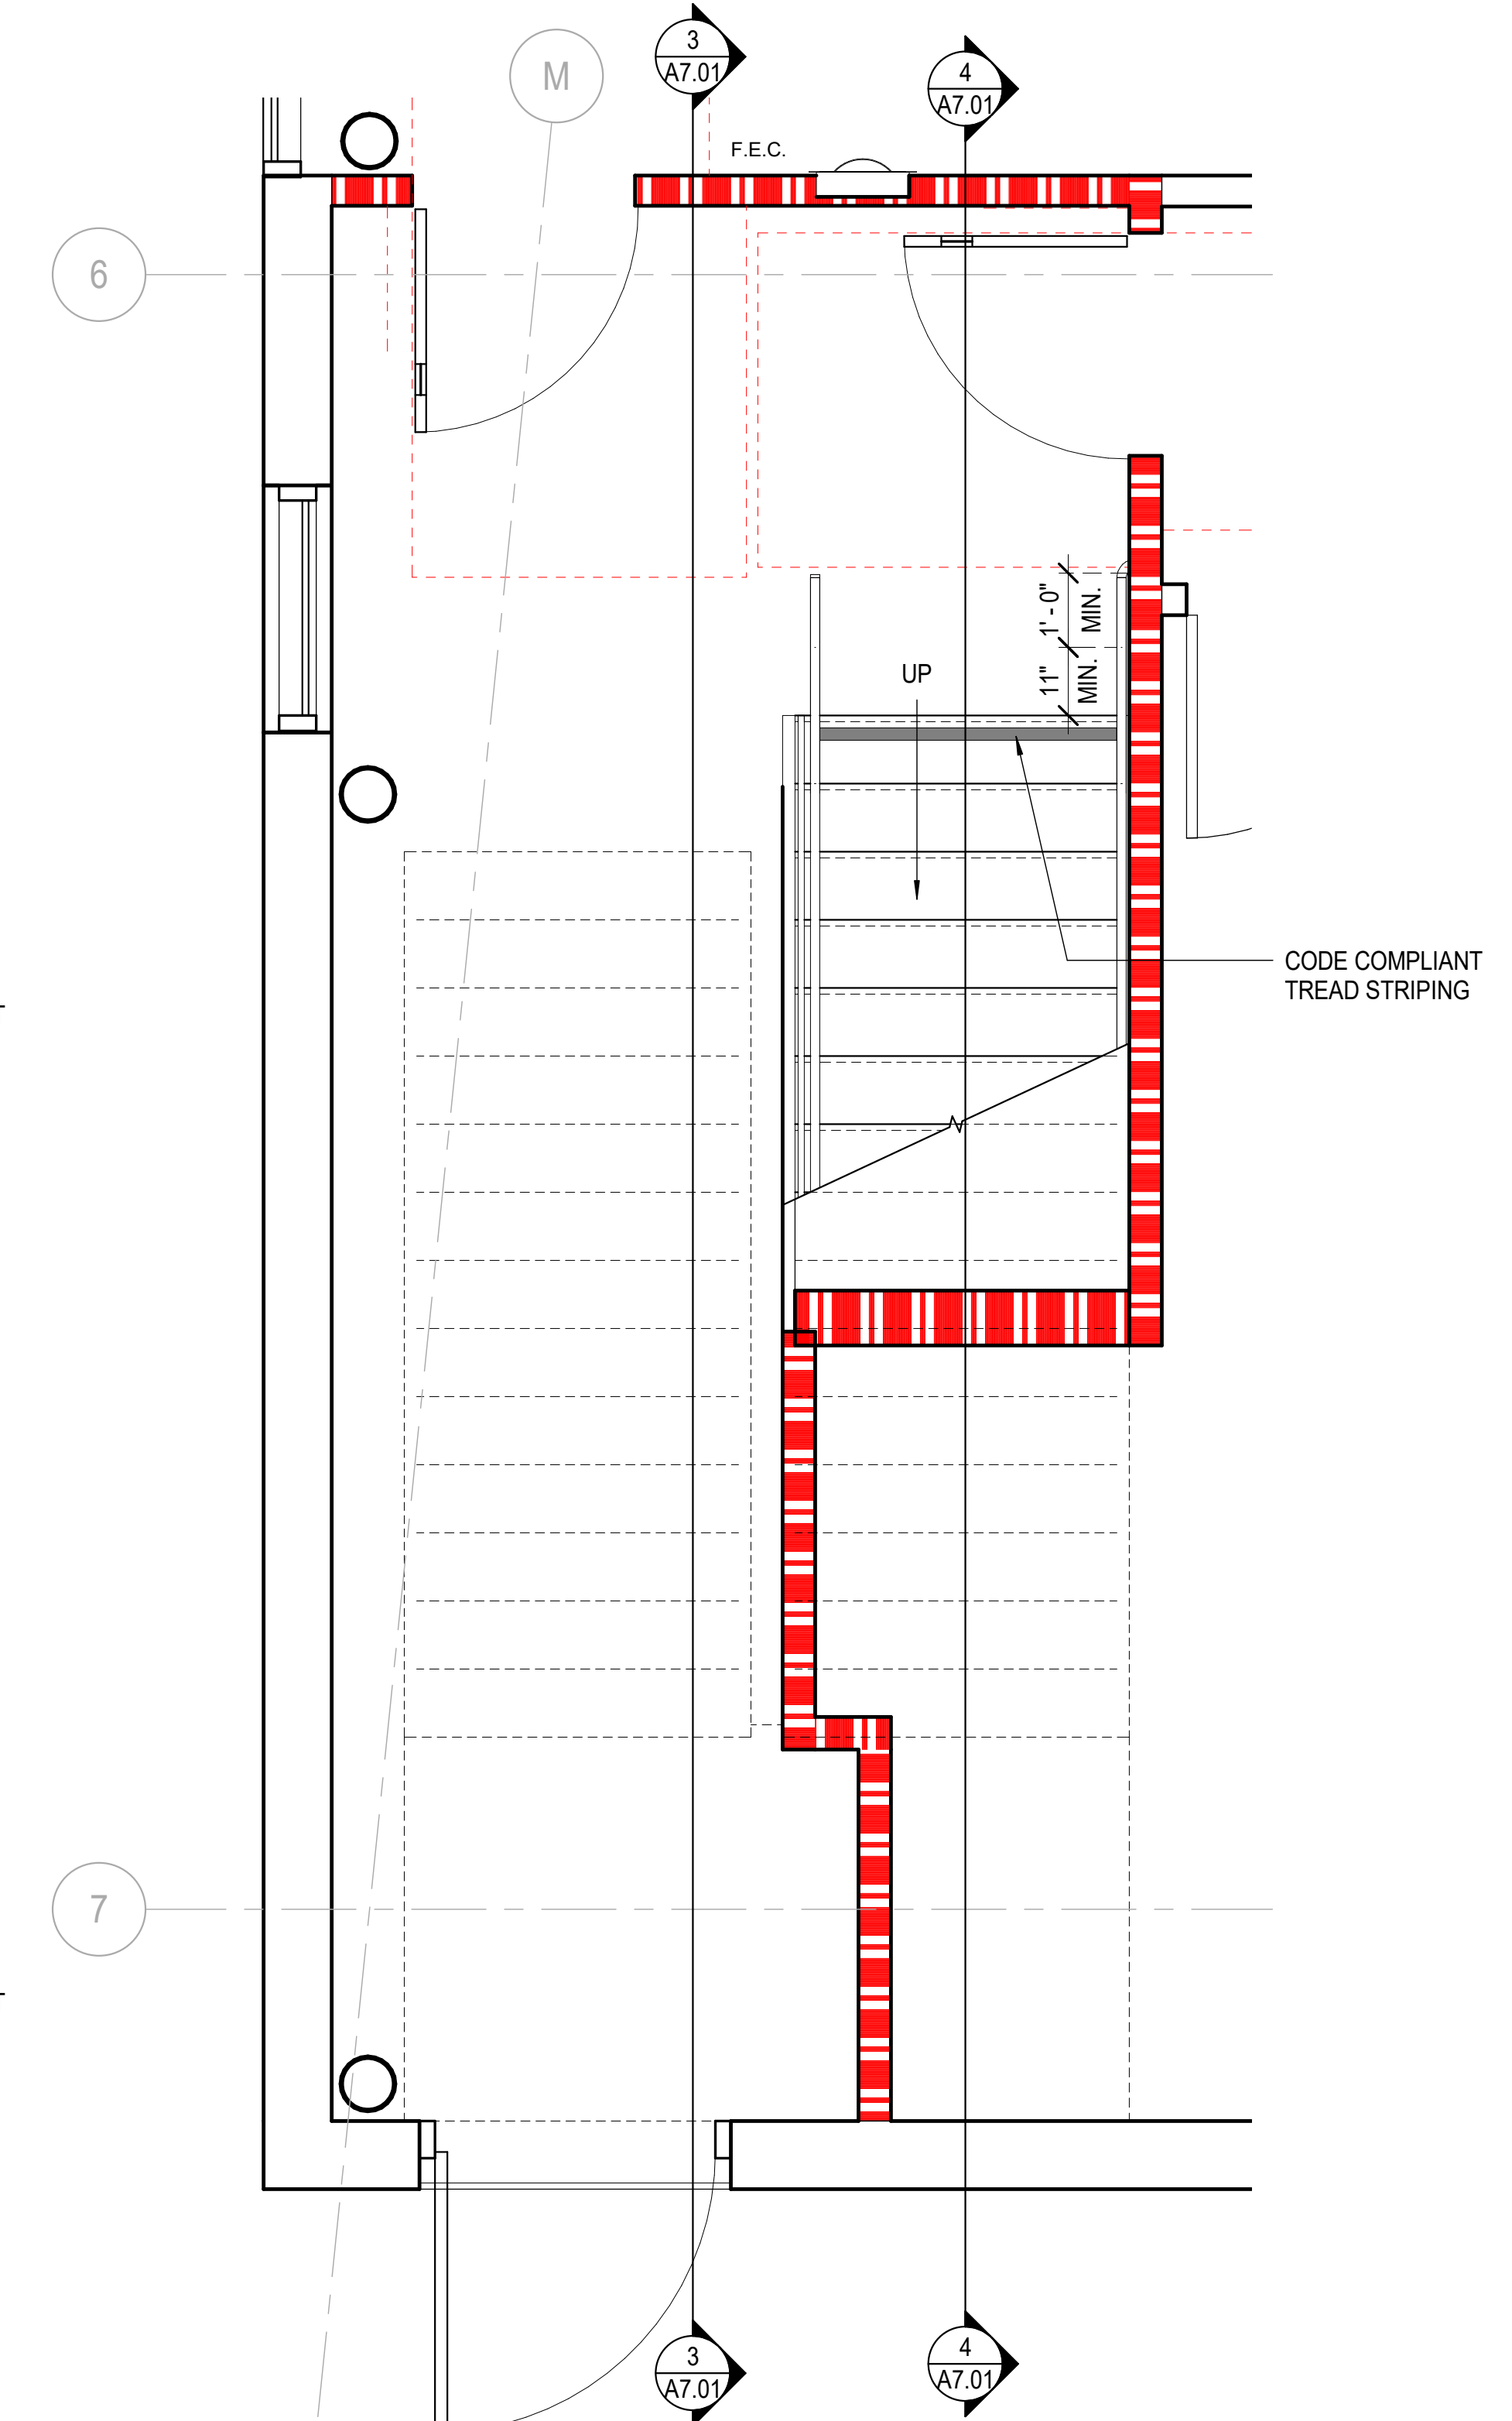 3
A7.01
4
A7.01
M
F.E.C.
6
1' - 0"
MIN.
11"
MIN.
UP
CODE COMPLIANT
TREAD STRIPING
7
3
A7.01
4
A7.01